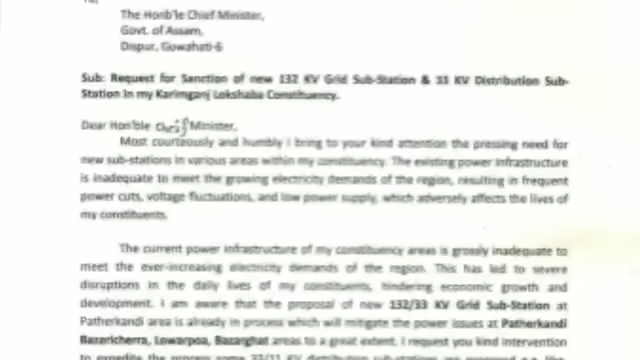 To,
The Honb'le Chief Minister,
Govt. of Assam,
Dispur, Guwahati-6
Sub: Request for Sanction of new 132 KV Grid Sub-Station & 33 KV Distribution Sub-
Station in my Karimganj Lokshaba Constituency.
Dear Hon'ble Chief Minister,
Most courteously and humbly I bring to your kind attention the pressing need for
new sub-stations in various areas within my constituency. The existing power infrastructure
is inadequate to meet the growing electricity demands of the region, resulting in frequent
power cuts, voltage fluctuations, and low power supply, which adversely affects the lives of
my constituents.
The current power infrastructure of my constituency areas is grossly inadequate to
meet the ever-increasing electricity demands of the region. This has led to severe
disruptions in the daily lives of my constituents, hindering economic growth and
development. I am aware that the proposal of new 132/33 KV Grid Sub-Station at
Patherkandi area is already in process which will mitigate the power issues at Patherkandi
Bazaricherra, Lowarpoa, Bazarghat areas to a great extent. I request you kind intervention
to expedite the process some 33/11 KV distribution sub-stations are